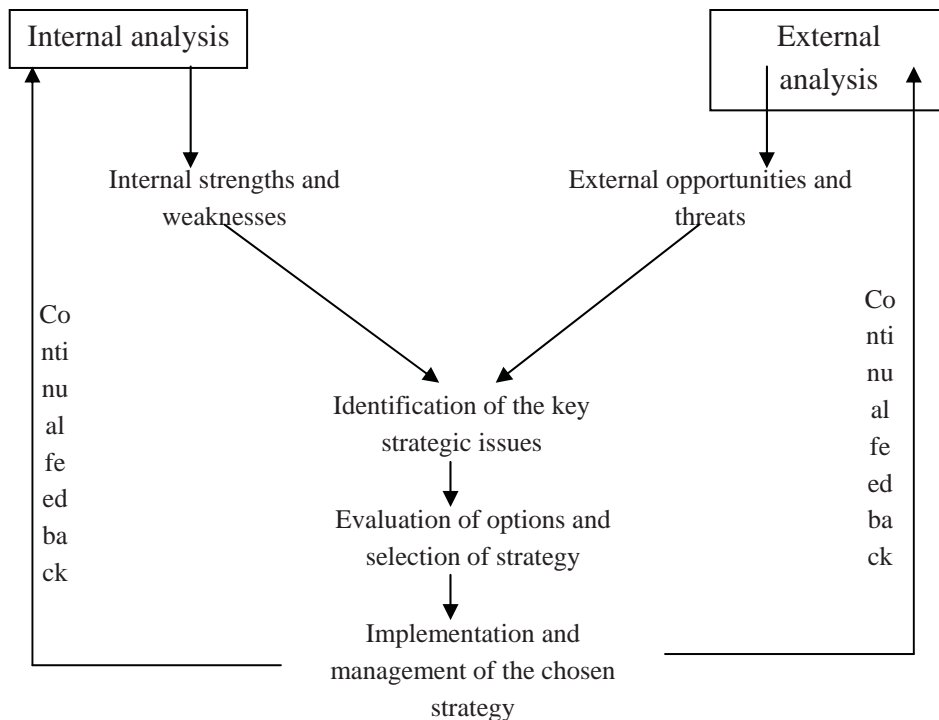 Internal analysis
External
analysis
Internal strengths and
weaknesses
External opportunities and
threats
Co
nti
nu
al
fe
ed
ba
ck
Co
nti
nu
al
fe
ed
ba
ck
Identification of the key
strategic issues
Evaluation of options and
selection of strategy
Implementation and
management of the chosen
strategy